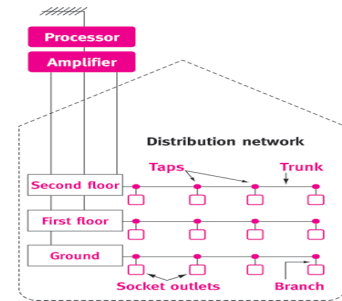 Processor
Amplifier
Distribution network
Taps
Trunk
Second floor
First floor
Ground
Socket outlets
Branch